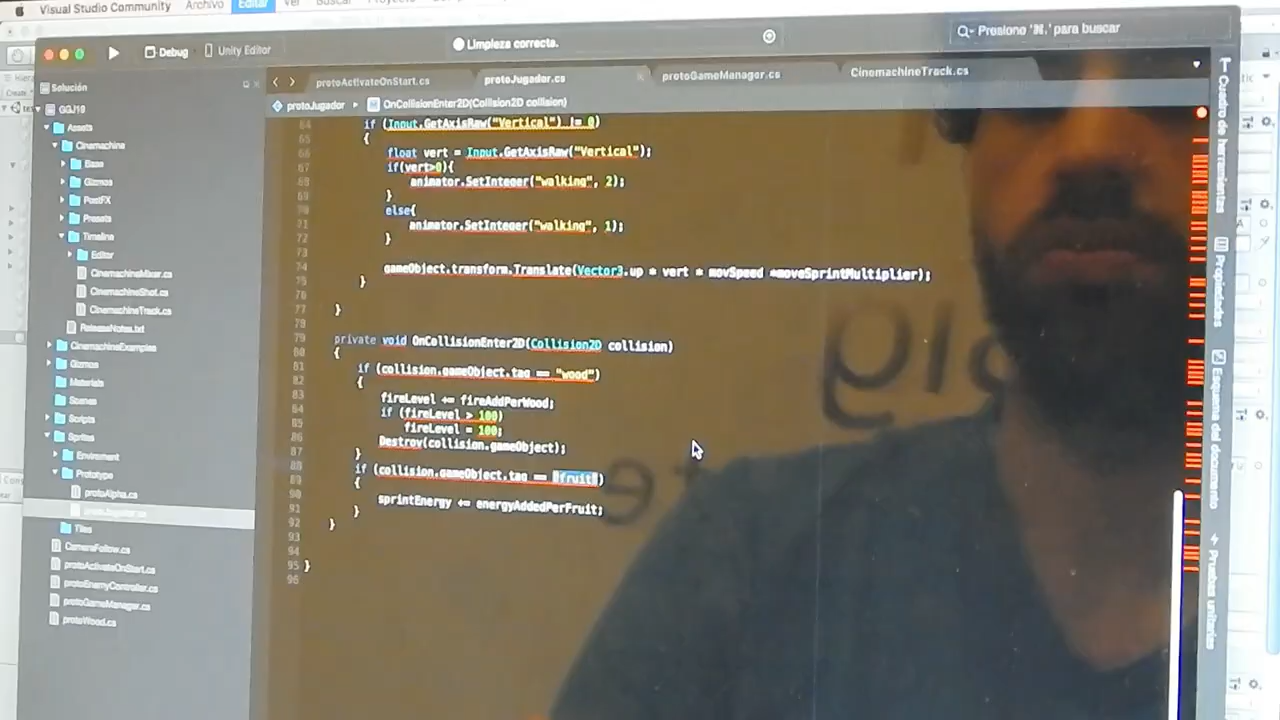 Visual Studio Community Archivo Editar Ver Buscar Proyecto
Debug Unity Editor
Limpieza correcta.
Presione '⌘.' para buscar
Solución
protoActivateOnStart.cs
protoJugador.cs
protoGameManager.cs
CinemachineTrack.cs
protoJugador
OnCollisionEnter2D(Collision2D collision)
GGJ19
Assets
Cinemachine
Base
PostFX
Presets
Timeline
Editor
CinemachineMixer.cs
CinemachineShot.cs
CinemachineTrack.cs
ReleaseNotes.txt
CinemachineExamples
Gizmos
Materials
Scenes
Scripts
Sprites
Enviroment
Prototype
protoAlpha.cs
protoJugador.cs
Tiles
CameraFollow.cs
protoActivateOnStart.cs
protoEnemyController.cs
protoGameManager.cs
protoWood.cs
64 if (Input.GetAxisRaw("Vertical") != 0)
65 {
66 float vert = Input.GetAxisRaw("Vertical");
67 if(vert>0){
68 animator.SetInteger("walking", 2);
69 }
70 else{
71 animator.SetInteger("walking", 1);
72 }
73
74 gameObject.transform.Translate(Vector3.up * vert * movSpeed *moveSprintMultiplier);
75 }
76
77 }
78
79 private void OnCollisionEnter2D(Collision2D collision)
80 {
81 if (collision.gameObject.tag == "wood")
82 {
83 fireLevel += fireAddPerWood;
84 if (fireLevel > 100)
85 fireLevel = 100;
86 Destroy(collision.gameObject);
87 }
88 if (collision.gameObject.tag == "fruit")
89 {
90 sprintEnergy += energyAddedPerFruit;
91 }
92 }
93
94
95 }
96
Cuadro de herramientas
Propiedades
Esquema del documento
Pruebas unitarias